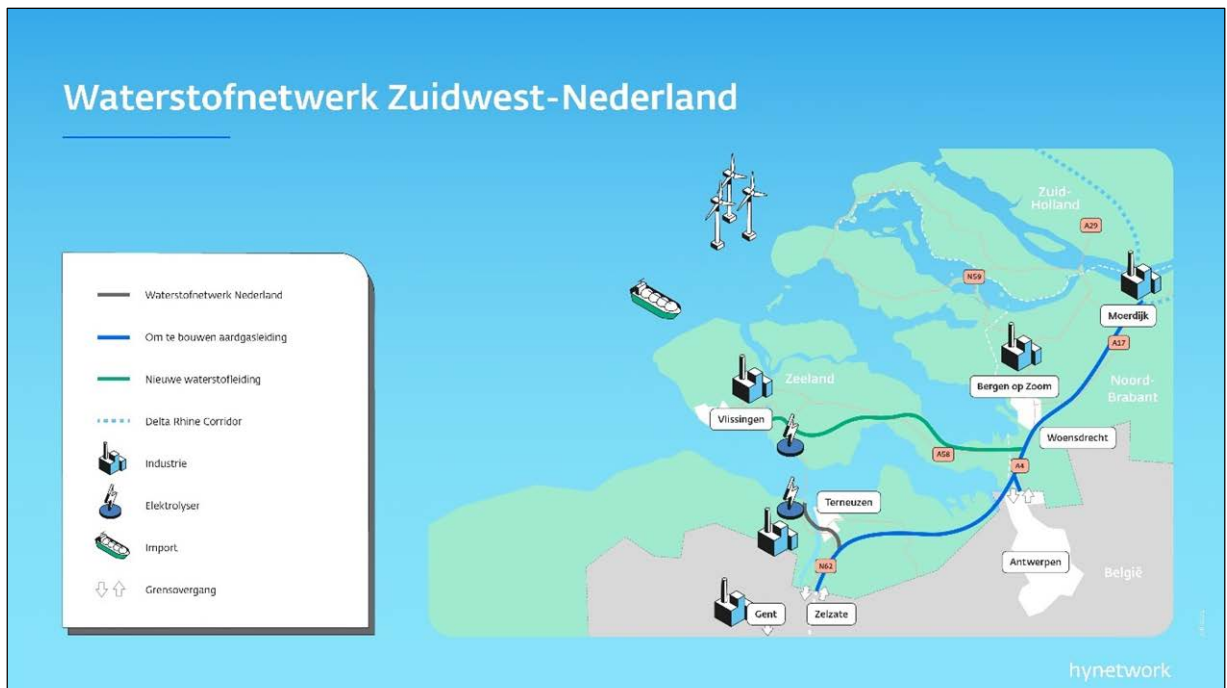 Waterstofnetwerk Zuidwest-Nederland
Waterstofnetwerk Nederland
Om te bouwen aardgasleiding
Nieuwe waterstofleiding
Delta Rhine Corridor
Industrie
Elektrolyser
Import
Grensovergang
Zuid-
Holland
A29
N59
Moerdijk
A17
Zeeland
Bergen op Zoom
Noord-
Brabant
Vlissingen
Woensdrecht
A58
A4
Terneuzen
Antwerpen
België
N62
Gent
Zelzate
hynetwork